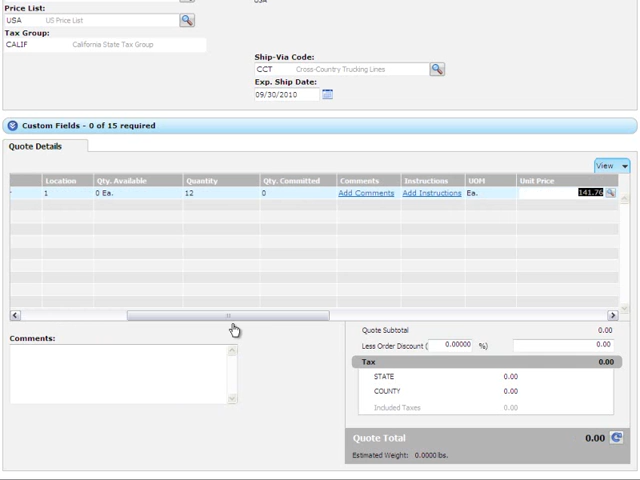 Price List:
USA
USA US Price List
Tax Group:
CALIF California State Tax Group
Ship-Via Code:
CCT Cross-Country Trucking Lines
Exp. Ship Date:
09/30/2010
Custom Fields - 0 of 15 required
Quote Details
View
Location Qty. Available Quantity Qty. Committed Comments Instructions UOM Unit Price
1 0 Ea. 12 0 Add Comments Add Instructions Ea. 141.76
Comments:
Quote Subtotal 0.00
Less Order Discount ( 0.00000 %) 0.00
Tax 0.00
STATE 0.00
COUNTY 0.00
Included Taxes 0.00
Quote Total 0.00
Estimated Weight: 0.0000 lbs.